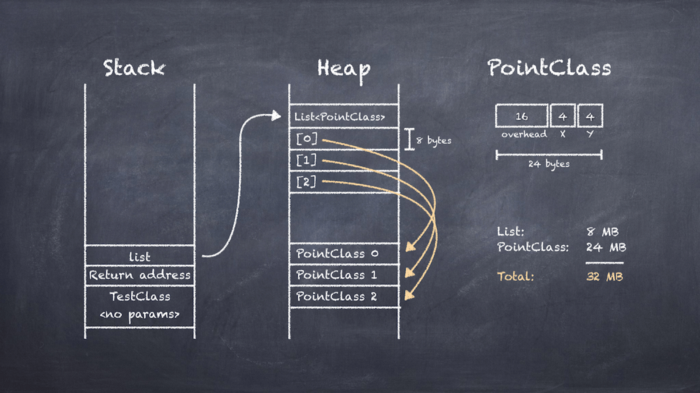 Stack
list
Return address
TestClass
<no params>
Heap
List<PointClass>
[0]
[1]
[2]
8 bytes
PointClass 0
PointClass 1
PointClass 2
PointClass
16 4 4
overhead X Y
24 bytes
List: 8 MB
PointClass: 24 MB
Total: 32 MB